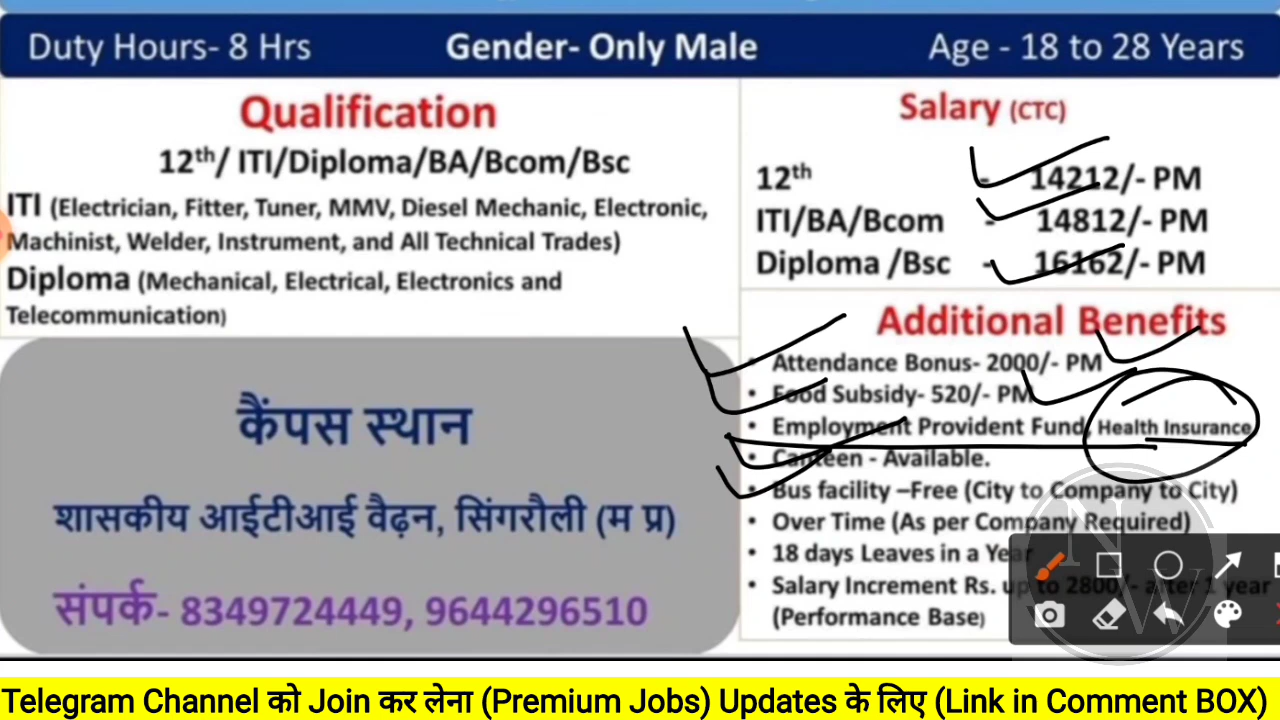 Duty Hours- 8 Hrs Gender- Only Male Age - 18 to 28 Years
Qualification
12th/ ITI/Diploma/BA/Bcom/Bsc
ITI (Electrician, Fitter, Tuner, MMV, Diesel Mechanic, Electronic,
Machinist, Welder, Instrument, and All Technical Trades)
Diploma (Mechanical, Electrical, Electronics and
Telecommunication)
Salary (CTC)
12th - 14212/- PM
ITI/BA/Bcom - 14812/- PM
Diploma /Bsc - 16162/- PM
Additional Benefits
• Attendance Bonus- 2000/- PM
• Food Subsidy- 520/- PM
• Employment Provident Fund, Health Insurance
• Canteen - Available.
• Bus facility –Free (City to Company to City)
• Over Time (As per Company Required)
• 18 days Leaves in a Year
• Salary Increment Rs. up to 2800/- after 1 year
(Performance Base)
कैंपस स्थान
शासकीय आईटीआई वैढ़न, सिंगरौली (म प्र)
संपर्क- 8349724449, 9644296510
N W
Telegram Channel को Join कर लेना (Premium Jobs) Updates के लिए (Link in Comment BOX)